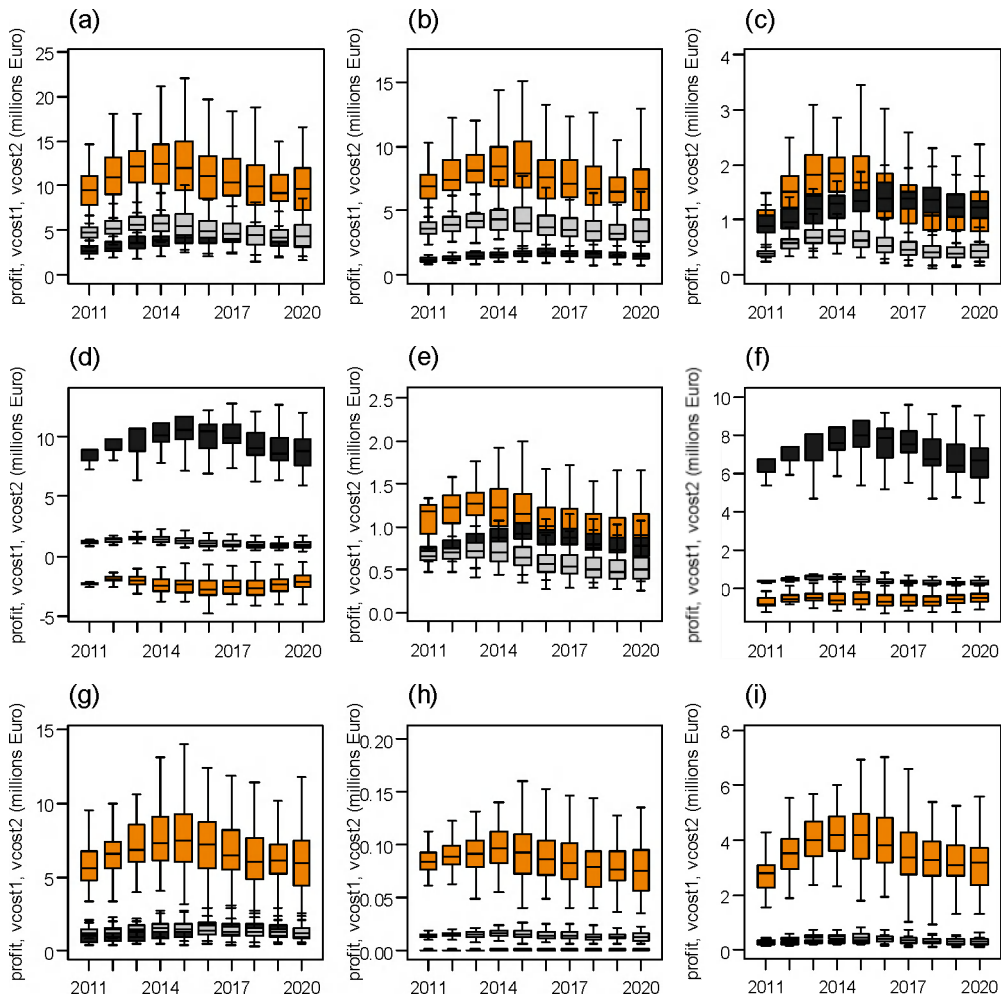 (a) (b) (c)
profit, vcost1, vcost2 (millions Euro)
25
20
15
10
5
0
2011 2014 2017 2020
profit, vcost1, vcost2 (millions Euro)
15
10
5
0
2011 2014 2017 2020
profit, vcost1, vcost2 (millions Euro)
4
3
2
1
0
2011 2014 2017 2020
(d) (e) (f)
profit, vcost1, vcost2 (millions Euro)
10
5
0
-5
2011 2014 2017 2020
profit, vcost1, vcost2 (millions Euro)
2.5
2.0
1.5
1.0
0.5
0.0
2011 2014 2017 2020
profit, vcost1, vcost2 (millions Euro)
10
8
6
4
2
0
2011 2014 2017 2020
(g) (h) (i)
profit, vcost1, vcost2 (millions Euro)
15
10
5
0
2011 2014 2017 2020
profit, vcost1, vcost2 (millions Euro)
0.20
0.15
0.10
0.05
0.00
2011 2014 2017 2020
profit, vcost1, vcost2 (millions Euro)
8
6
4
2
0
2011 2014 2017 2020